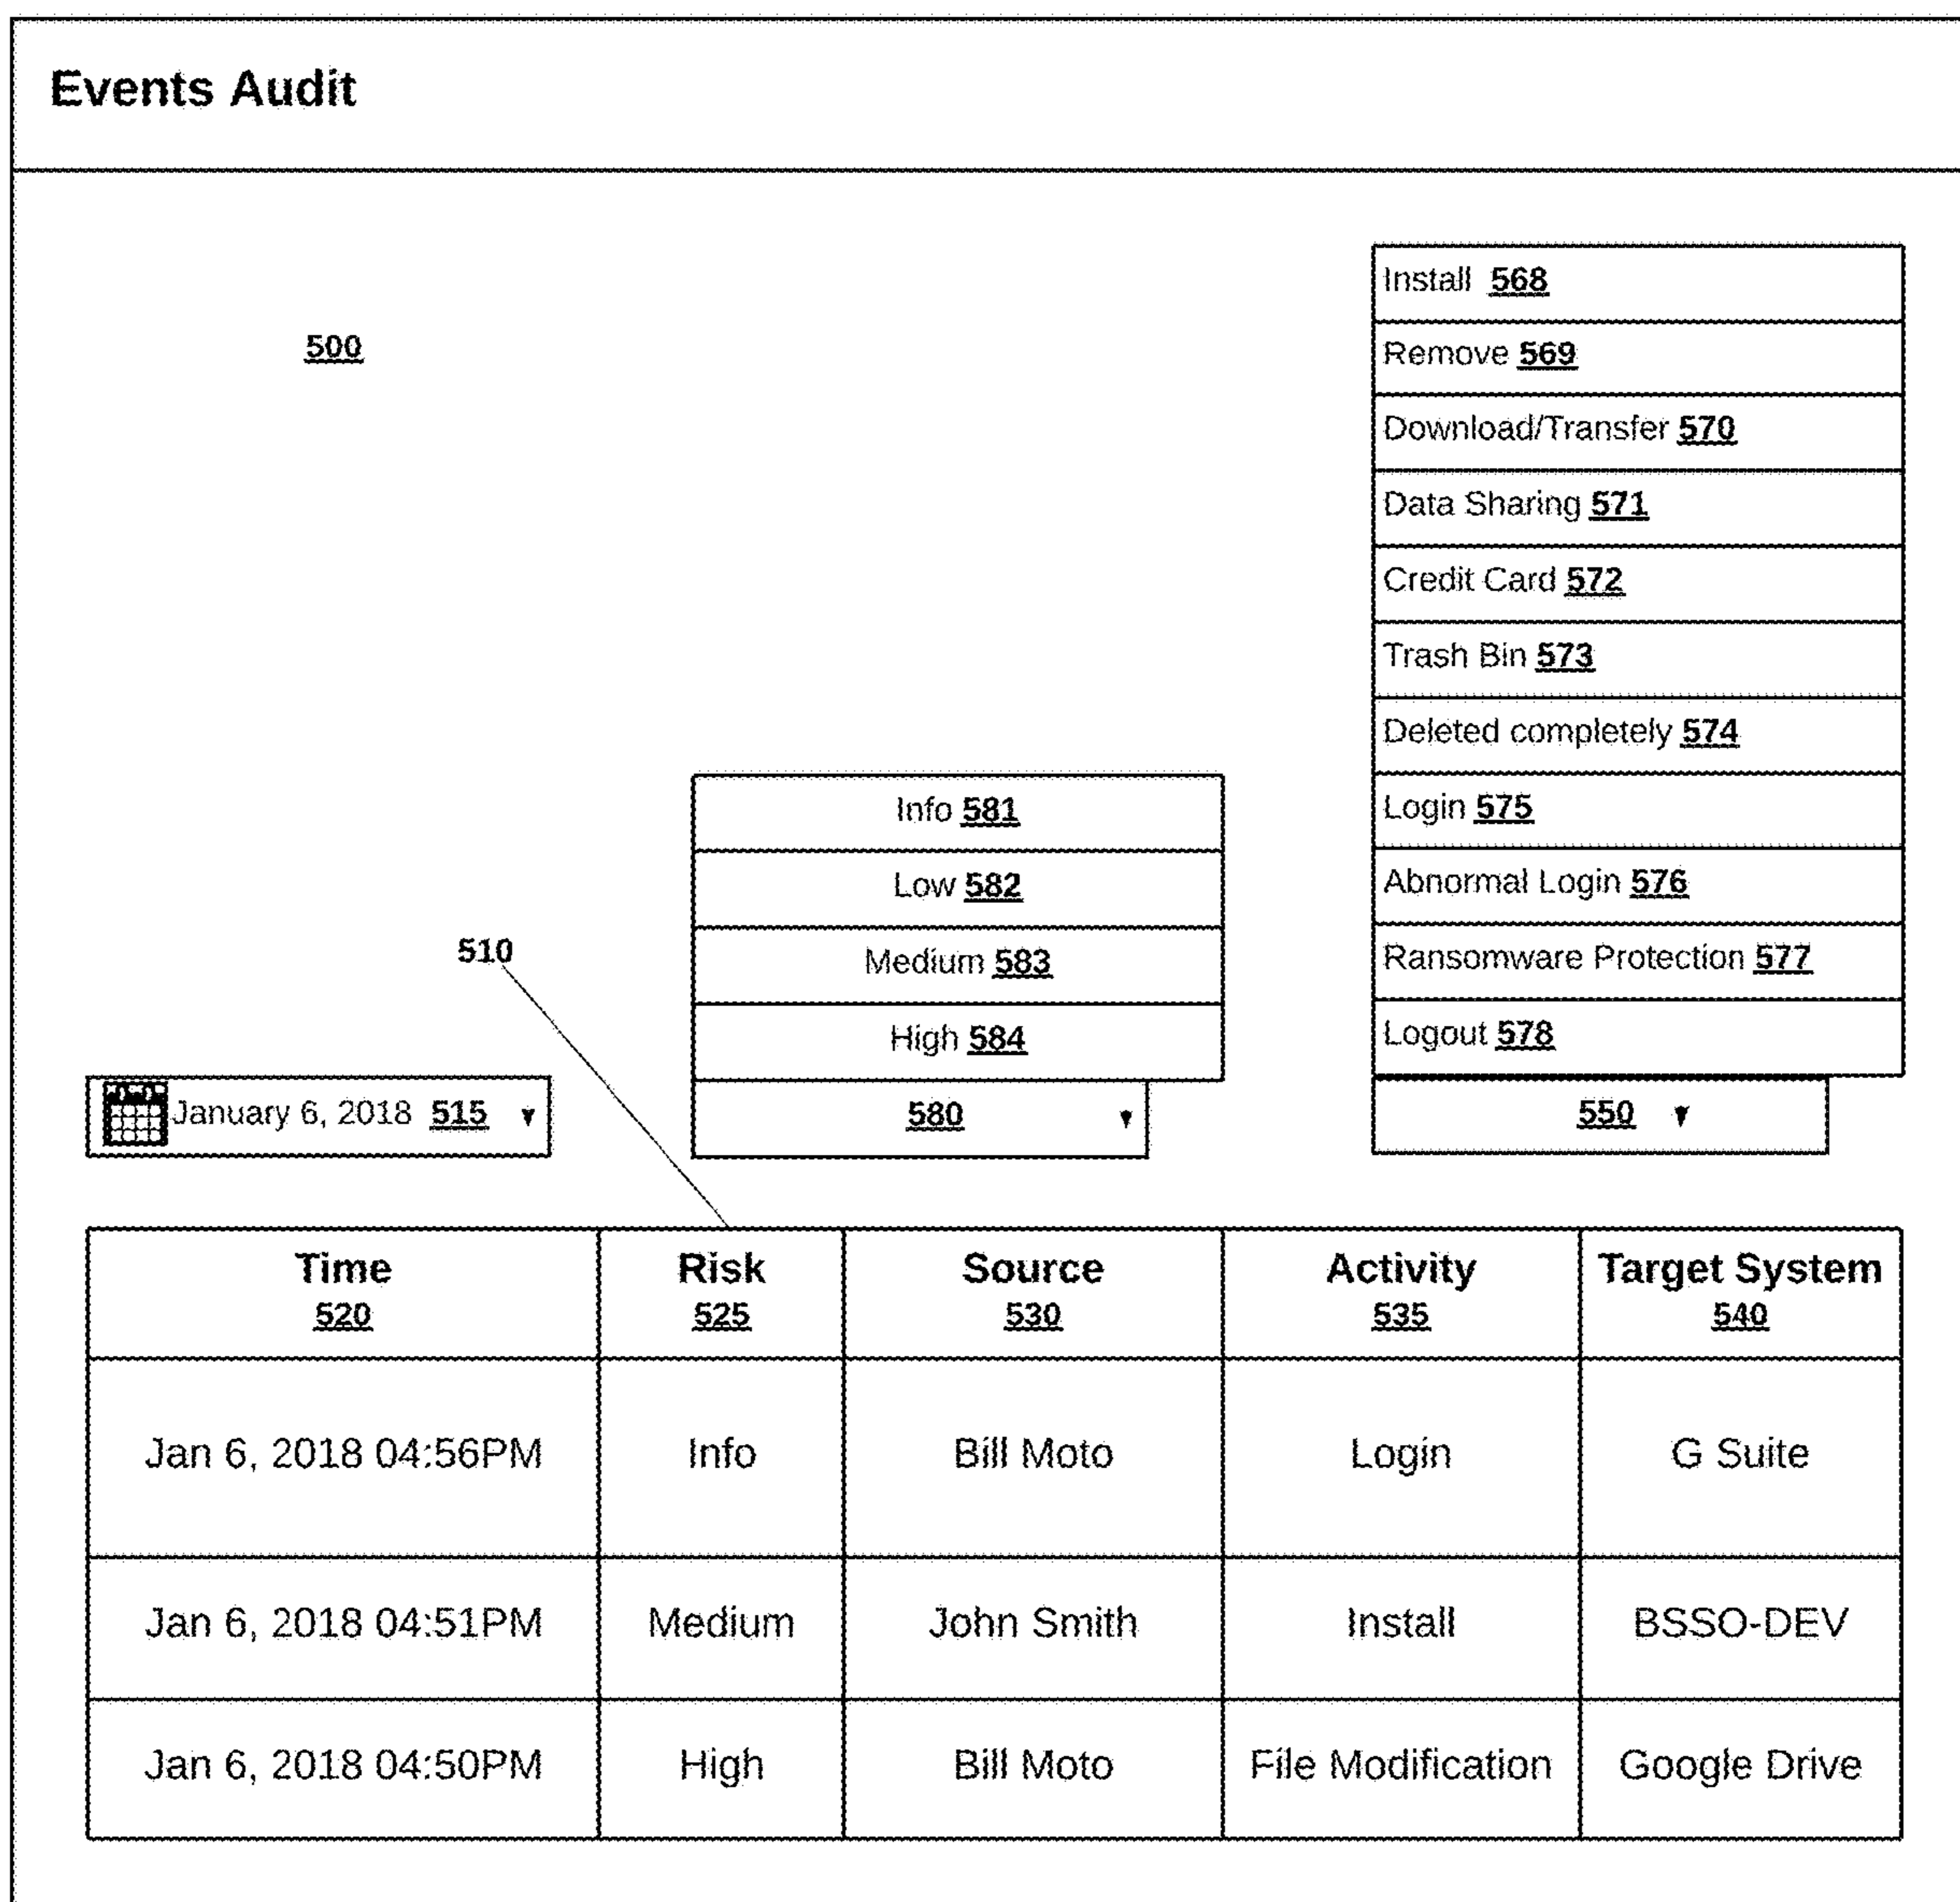 Events Audit
500
Install 568
Remove 569
Download/Transfer 570
Data Sharing 571
Credit Card 572
Trash Bin 573
Deleted completely 574
Login 575
Abnormal Login 576
Ransomware Protection 577
Logout 578
550 ▼
Info 581
Low 582
Medium 583
High 584
580 ▼
510
January 6, 2018 515 ▼
Time Risk Source Activity Target System
520 525 530 535 540
Jan 6, 2018 04:56PM Info Bill Moto Login G Suite
Jan 6, 2018 04:51PM Medium John Smith Install BSSO-DEV
Jan 6, 2018 04:50PM High Bill Moto File Modification Google Drive